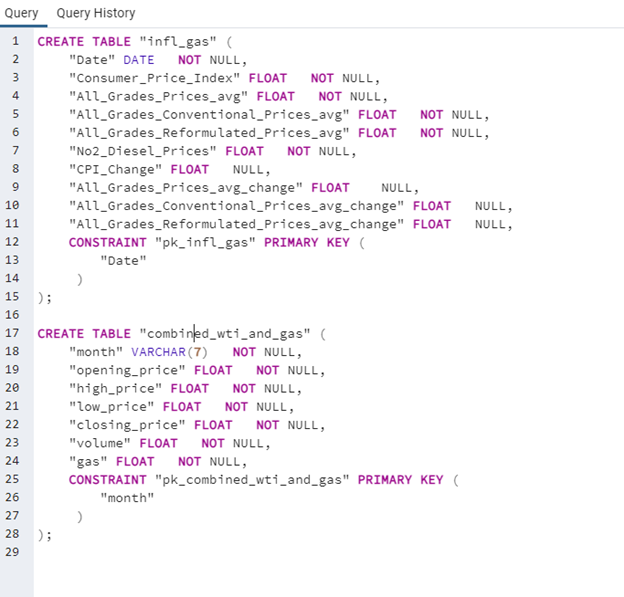 Query Query History
1 CREATE TABLE "infl_gas" (
2 "Date" DATE NOT NULL,
3 "Consumer_Price_Index" FLOAT NOT NULL,
4 "All_Grades_Prices_avg" FLOAT NOT NULL,
5 "All_Grades_Conventional_Prices_avg" FLOAT NOT NULL,
6 "All_Grades_Reformulated_Prices_avg" FLOAT NOT NULL,
7 "No2_Diesel_Prices" FLOAT NOT NULL,
8 "CPI_Change" FLOAT NULL,
9 "All_Grades_Prices_avg_change" FLOAT NULL,
10 "All_Grades_Conventional_Prices_avg_change" FLOAT NULL,
11 "All_Grades_Reformulated_Prices_avg_change" FLOAT NULL,
12 CONSTRAINT "pk_infl_gas" PRIMARY KEY (
13 "Date"
14 )
15 );
16
17 CREATE TABLE "combined_wti_and_gas" (
18 "month" VARCHAR(7) NOT NULL,
19 "opening_price" FLOAT NOT NULL,
20 "high_price" FLOAT NOT NULL,
21 "low_price" FLOAT NOT NULL,
22 "closing_price" FLOAT NOT NULL,
23 "volume" FLOAT NOT NULL,
24 "gas" FLOAT NOT NULL,
25 CONSTRAINT "pk_combined_wti_and_gas" PRIMARY KEY (
26 "month"
27 )
28 );
29